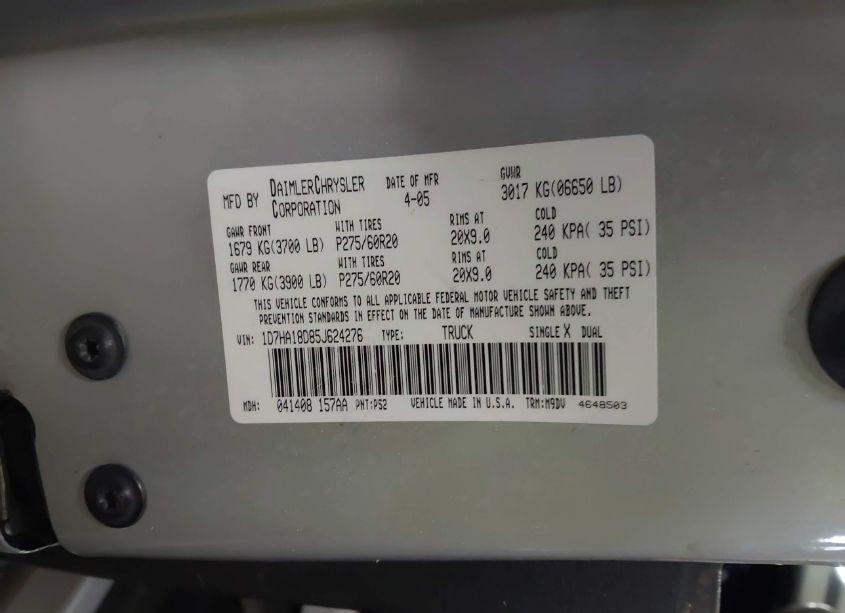 MFD BY DAIMLERCHRYSLER CORPORATION DATE OF MFR 4-05 GVWR 3017 KG(06650 LB)
GAWR FRONT WITH TIRES RIMS AT COLD
1679 KG(3700 LB) P275/60R20 20X9.0 240 KPA( 35 PSI)
GAWR REAR WITH TIRES RIMS AT COLD
1770 KG(3900 LB) P275/60R20 20X9.0 240 KPA( 35 PSI)
THIS VEHICLE CONFORMS TO ALL APPLICABLE FEDERAL MOTOR VEHICLE SAFETY AND THEFT
PREVENTION STANDARDS IN EFFECT ON THE DATE OF MANUFACTURE SHOWN ABOVE.
VIN: 1D7HA18D85J624276 TYPE: TRUCK SINGLE X DUAL
MDH: 041408 157AA PNT:PS2 VEHICLE MADE IN U.S.A. TRM:M9DV 4648503